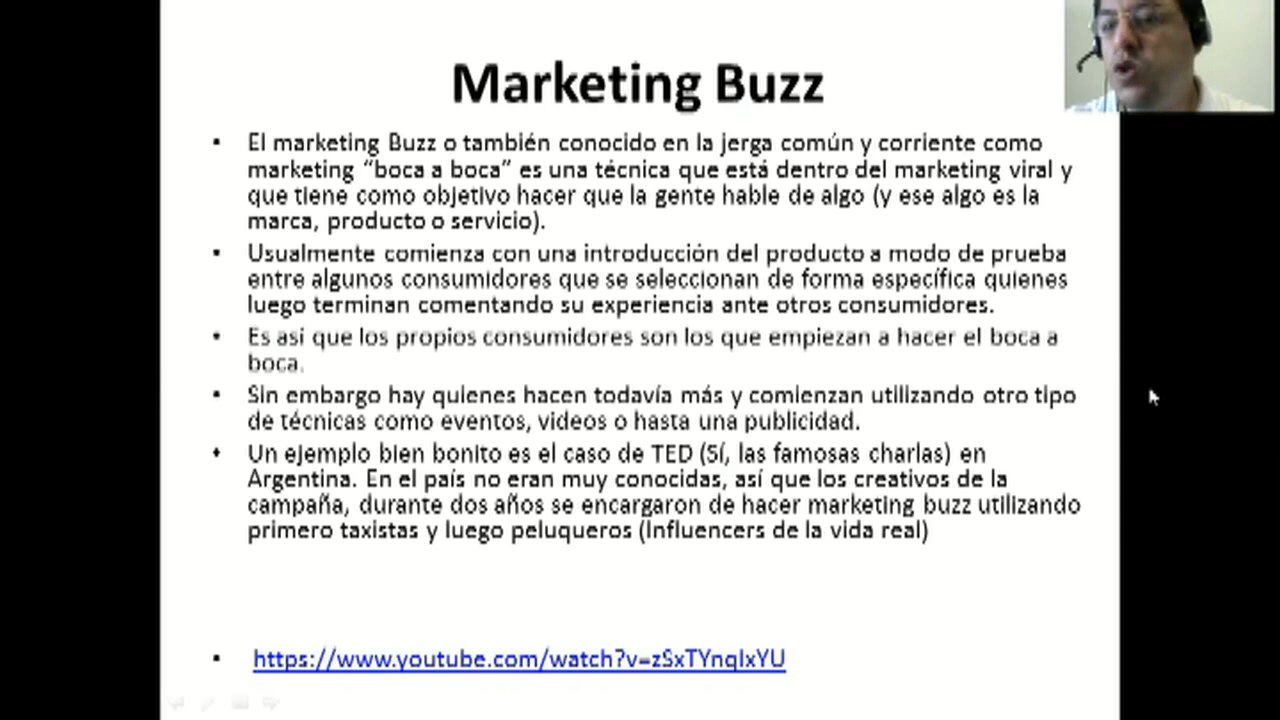 Marketing Buzz
• El marketing Buzz o también conocido en la jerga común y corriente como
marketing “boca a boca” es una técnica que está dentro del marketing viral y
que tiene como objetivo hacer que la gente hable de algo (y ese algo es la
marca, producto o servicio).
• Usualmente comienza con una introducción del producto a modo de prueba
entre algunos consumidores que se seleccionan de forma específica quienes
luego terminan comentando su experiencia ante otros consumidores.
• Es así que los propios consumidores son los que empiezan a hacer el boca a
boca.
• Sin embargo hay quienes hacen todavía más y comienzan utilizando otro tipo
de técnicas como eventos, videos o hasta una publicidad.
• Un ejemplo bien bonito es el caso de TED (Sí, las famosas charlas) en
Argentina. En el país no eran muy conocidas, así que los creativos de la
campaña, durante dos años se encargaron de hacer marketing buzz utilizando
primero taxistas y luego peluqueros (Influencers de la vida real)
• https://www.youtube.com/watch?v=zSxTYnqIxYU